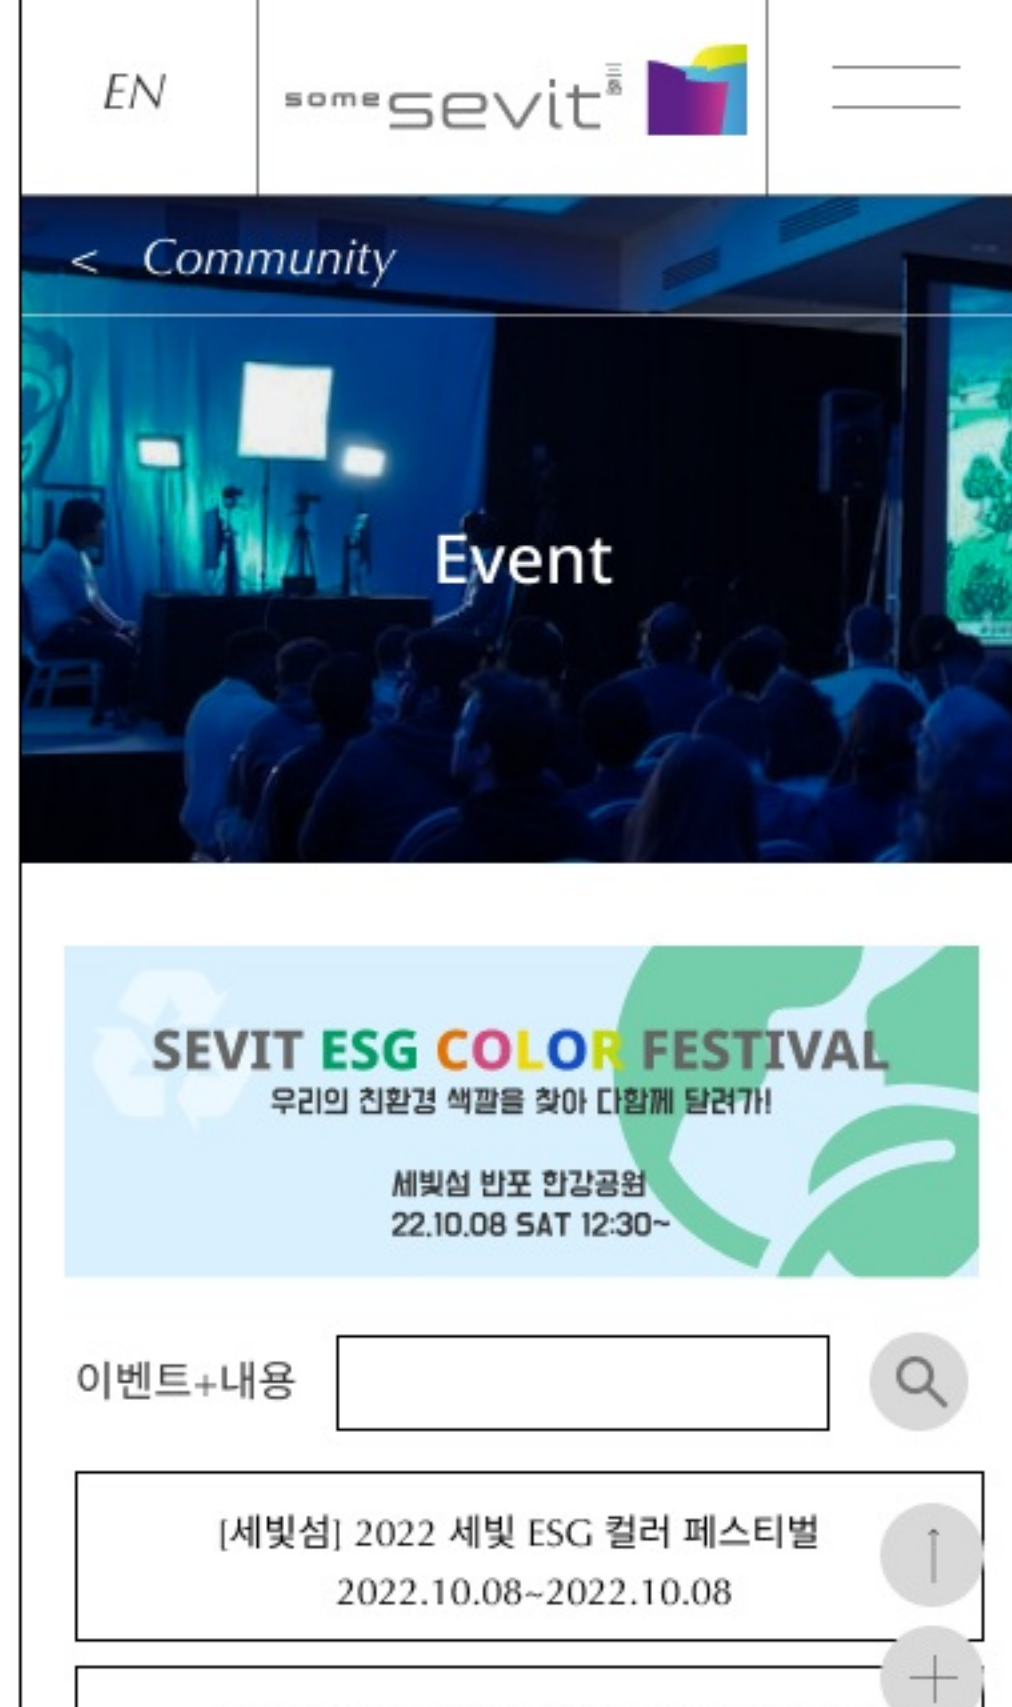 EN
some sevit
< Community
Event
SEVIT ESG COLOR FESTIVAL
우리의 친환경 색깔을 찾아 다함께 달려가!
세빛섬 반포 한강공원
22.10.08 SAT 12:30~
이벤트+내용
[세빛섬] 2022 세빛 ESG 컬러 페스티벌
2022.10.08~2022.10.08